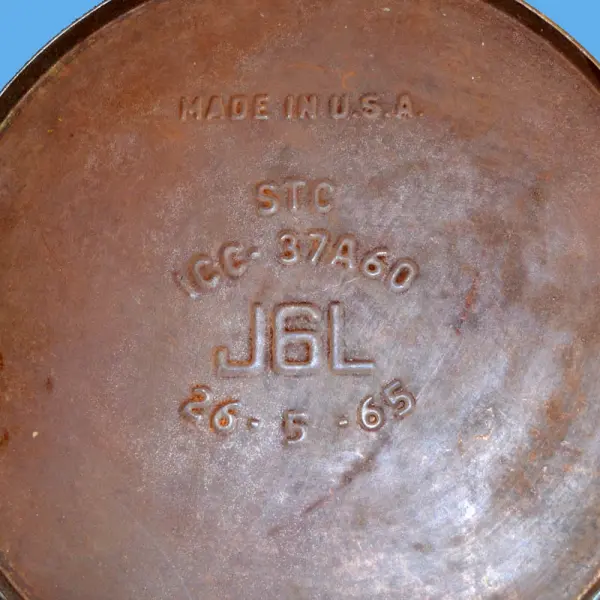 MADE IN U.S.A.
STC
ICC- 37A60
J6L
26- 5 -65